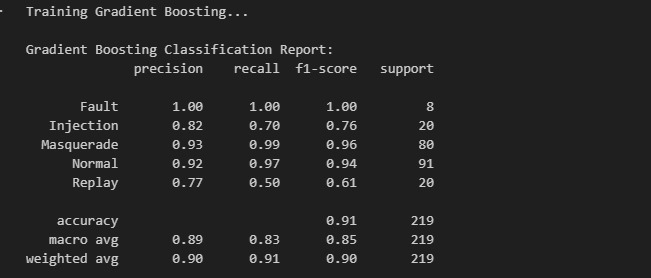 Training Gradient Boosting...
Gradient Boosting Classification Report:
precision recall f1-score support
Fault 1.00 1.00 1.00 8
Injection 0.82 0.70 0.76 20
Masquerade 0.93 0.99 0.96 80
Normal 0.92 0.97 0.94 91
Replay 0.77 0.50 0.61 20
accuracy 0.91 219
macro avg 0.89 0.83 0.85 219
weighted avg 0.90 0.91 0.90 219